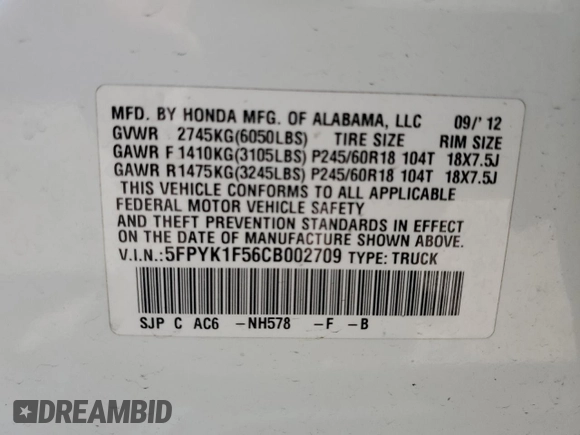 MFD. BY HONDA MFG. OF ALABAMA, LLC 09/'12
GVWR 2745KG(6050LBS) TIRE SIZE RIM SIZE
GAWR F 1410KG(3105LBS) P245/60R18 104T 18X7.5J
GAWR R1475KG(3245LBS) P245/60R18 104T 18X7.5J
THIS VEHICLE CONFORMS TO ALL APPLICABLE
FEDERAL MOTOR VEHICLE SAFETY
AND THEFT PREVENTION STANDARDS IN EFFECT
ON THE DATE OF MANUFACTURE SHOWN ABOVE.
V.I.N.:5FPYK1F56CB002709 TYPE: TRUCK
SJP C AC6 -NH578 -F -B
DREAMBID